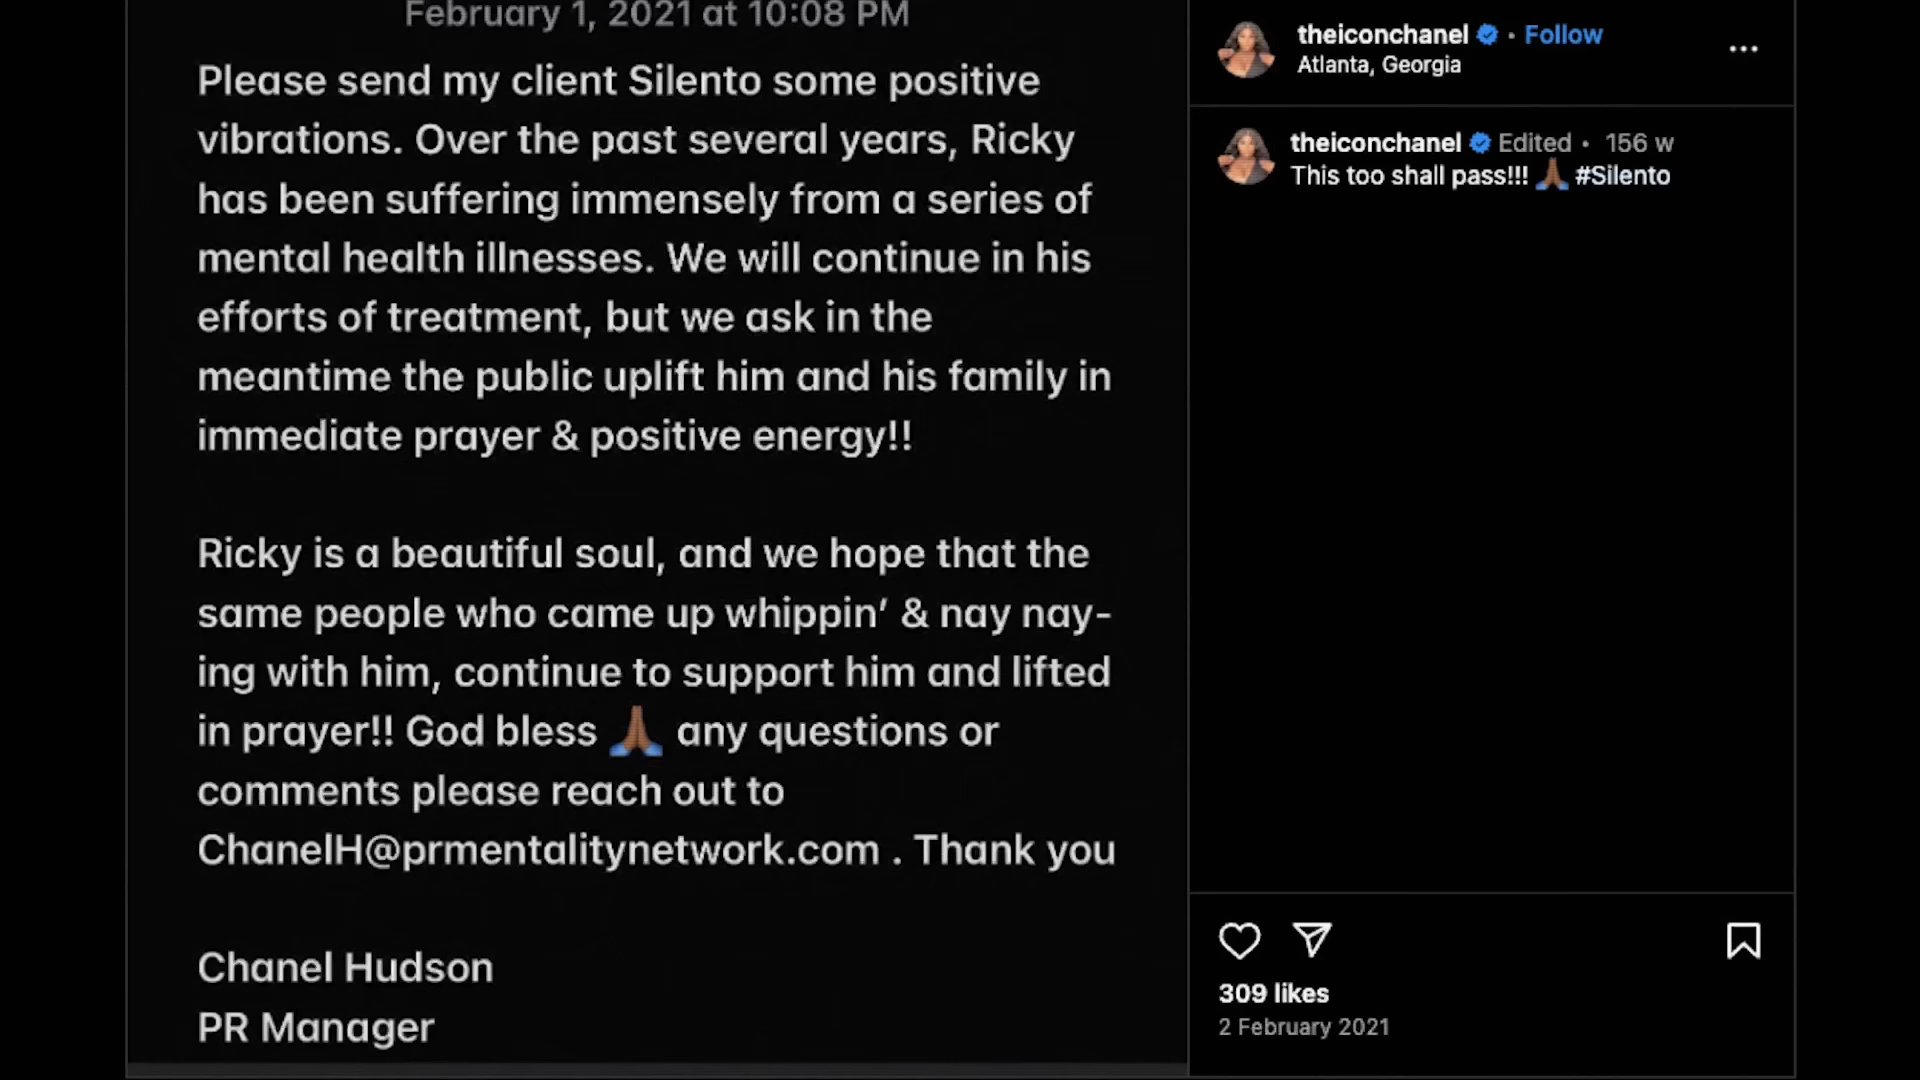 February 1, 2021 at 10:08 PM
Please send my client Silento some positive
vibrations. Over the past several years, Ricky
has been suffering immensely from a series of
mental health illnesses. We will continue in his
efforts of treatment, but we ask in the
meantime the public uplift him and his family in
immediate prayer & positive energy!!
Ricky is a beautiful soul, and we hope that the
same people who came up whippin’ & nay nay-
ing with him, continue to support him and lifted
in prayer!! God bless 🙏🏾 any questions or
comments please reach out to
ChanelH@prmentalitynetwork.com . Thank you
Chanel Hudson
PR Manager
theiconchanel • Follow
Atlanta, Georgia
theiconchanel Edited • 156 w
This too shall pass!!! 🙏🏾 #Silento
309 likes
2 February 2021